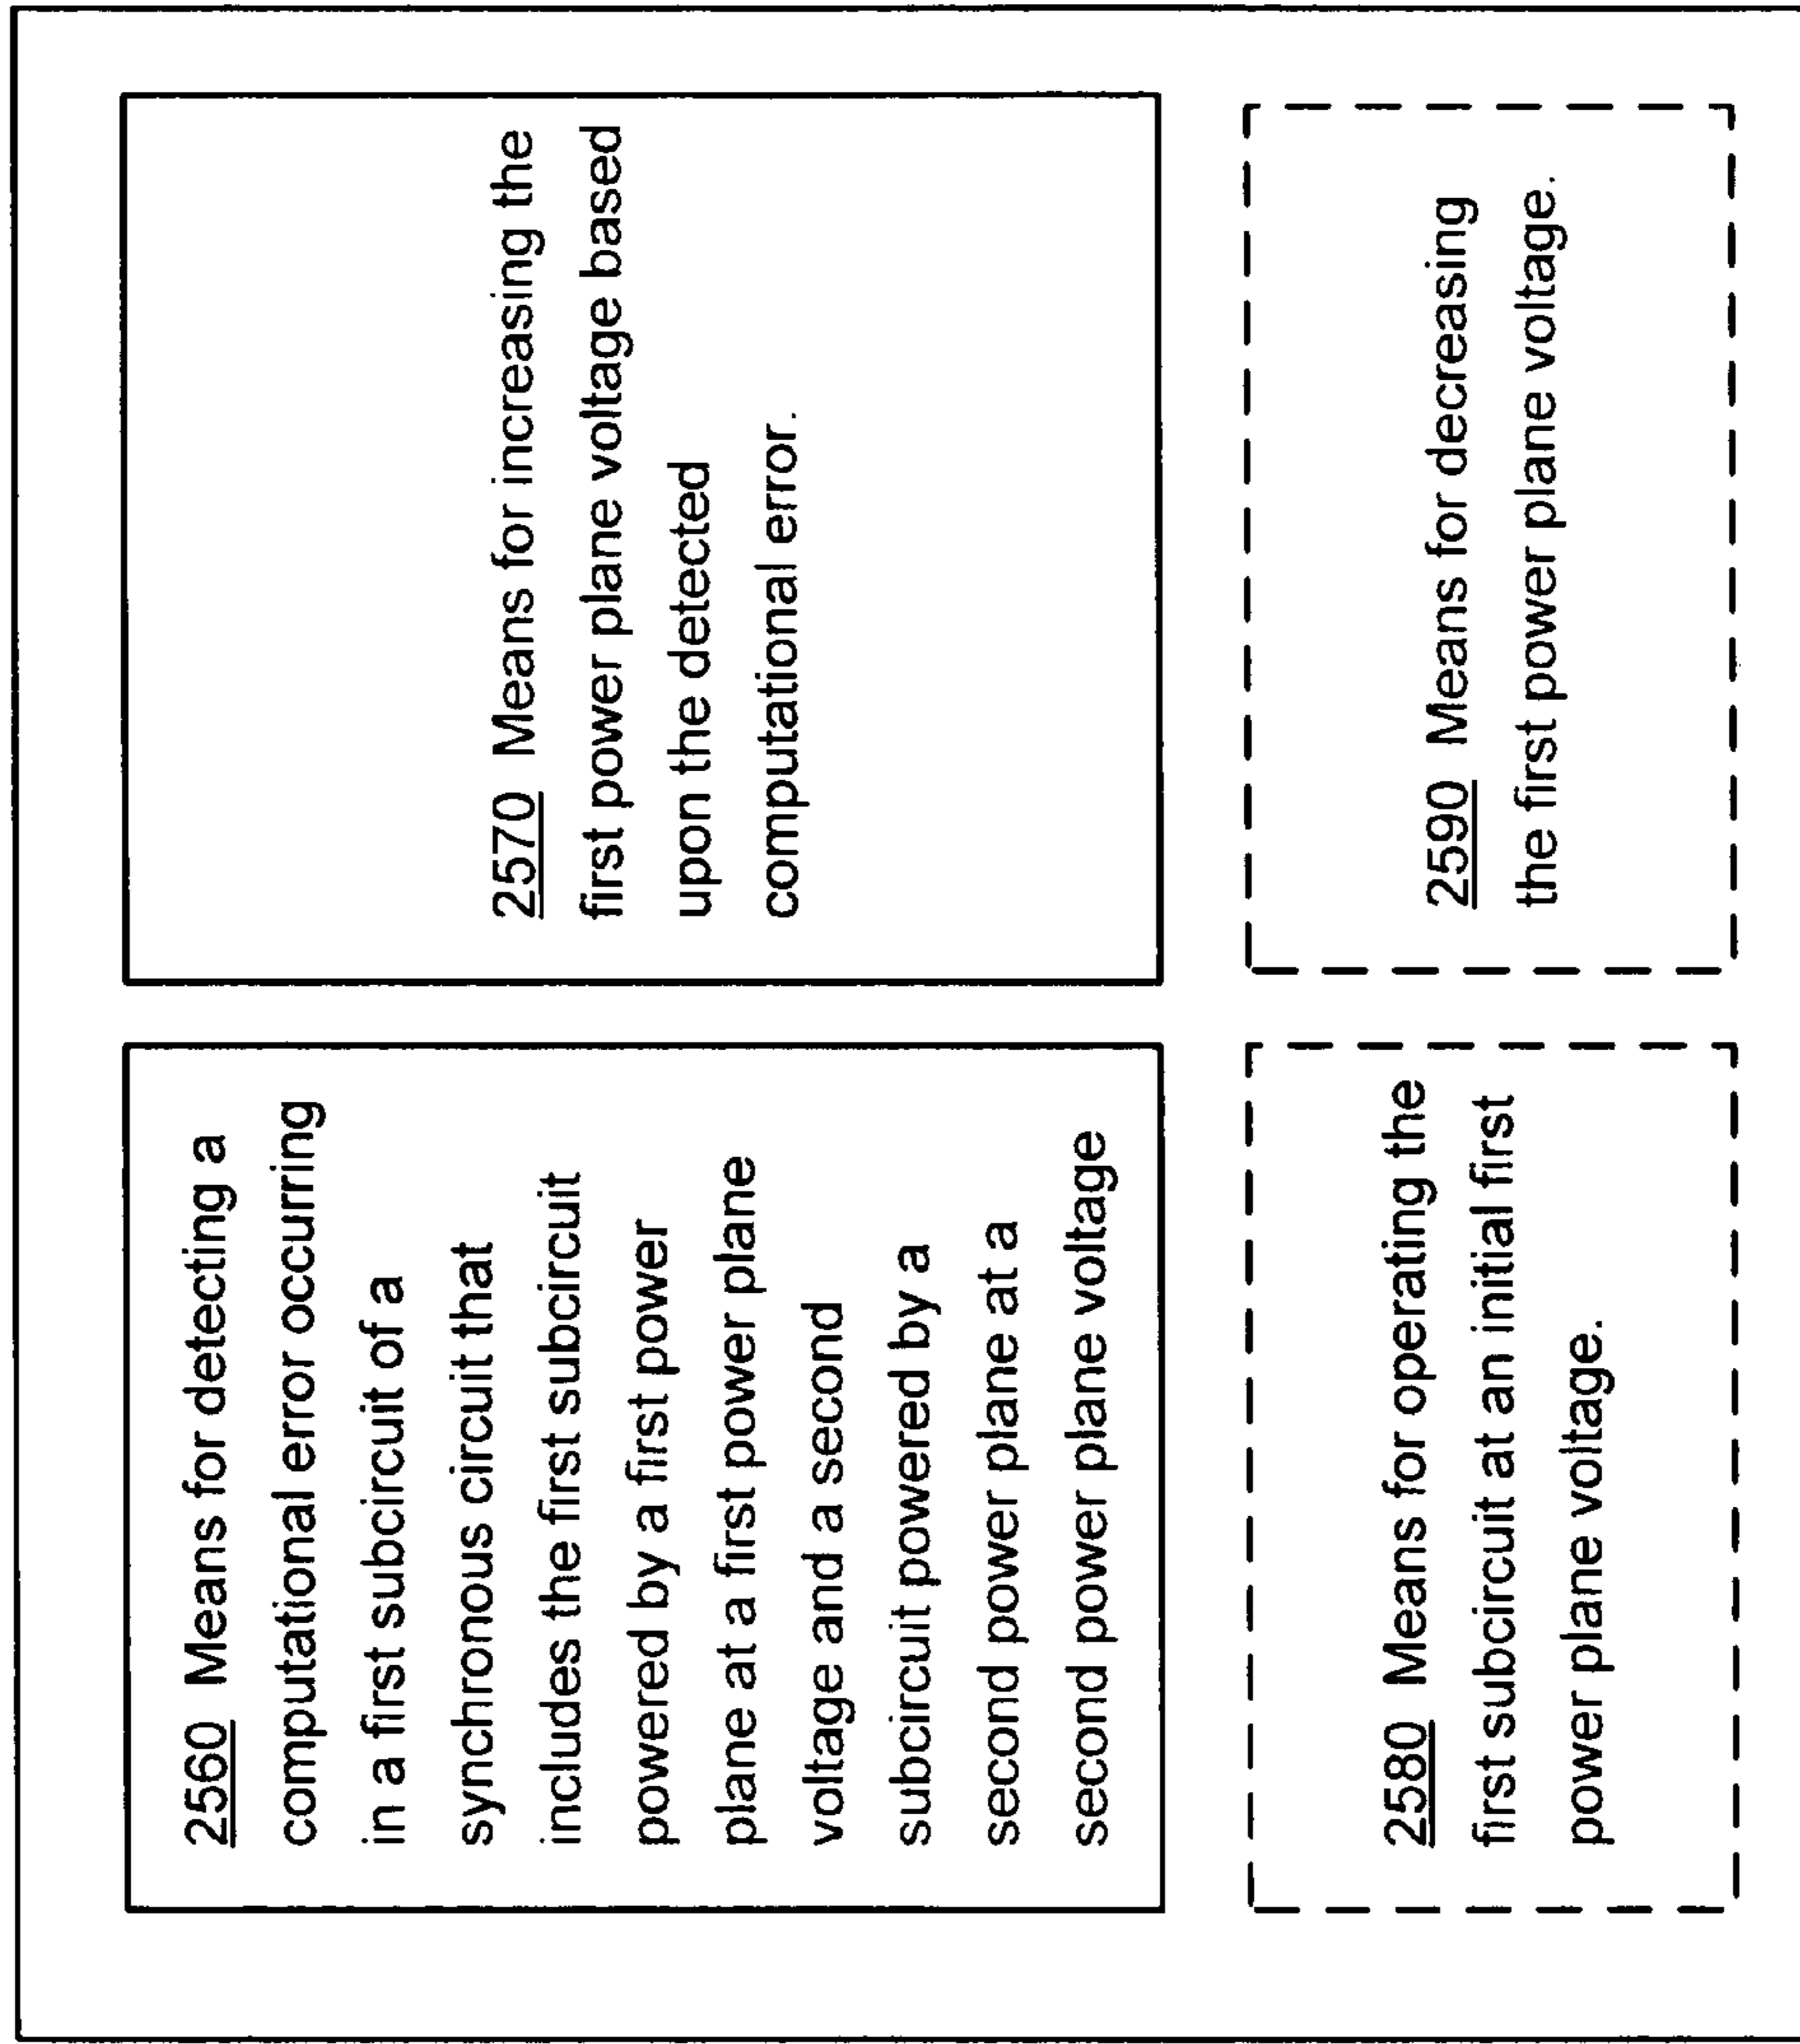 2560 Means for detecting a
computational error occurring
in a first subcircuit of a
synchronous circuit that
includes the first subcircuit
powered by a first power
plane at a first power plane
voltage and a second
subcircuit powered by a
second power plane at a
second power plane voltage
2570 Means for increasing the
first power plane voltage based
upon the detected
computational error.
2580 Means for operating the
first subcircuit at an initial first
power plane voltage.
2590 Means for decreasing
the first power plane voltage.